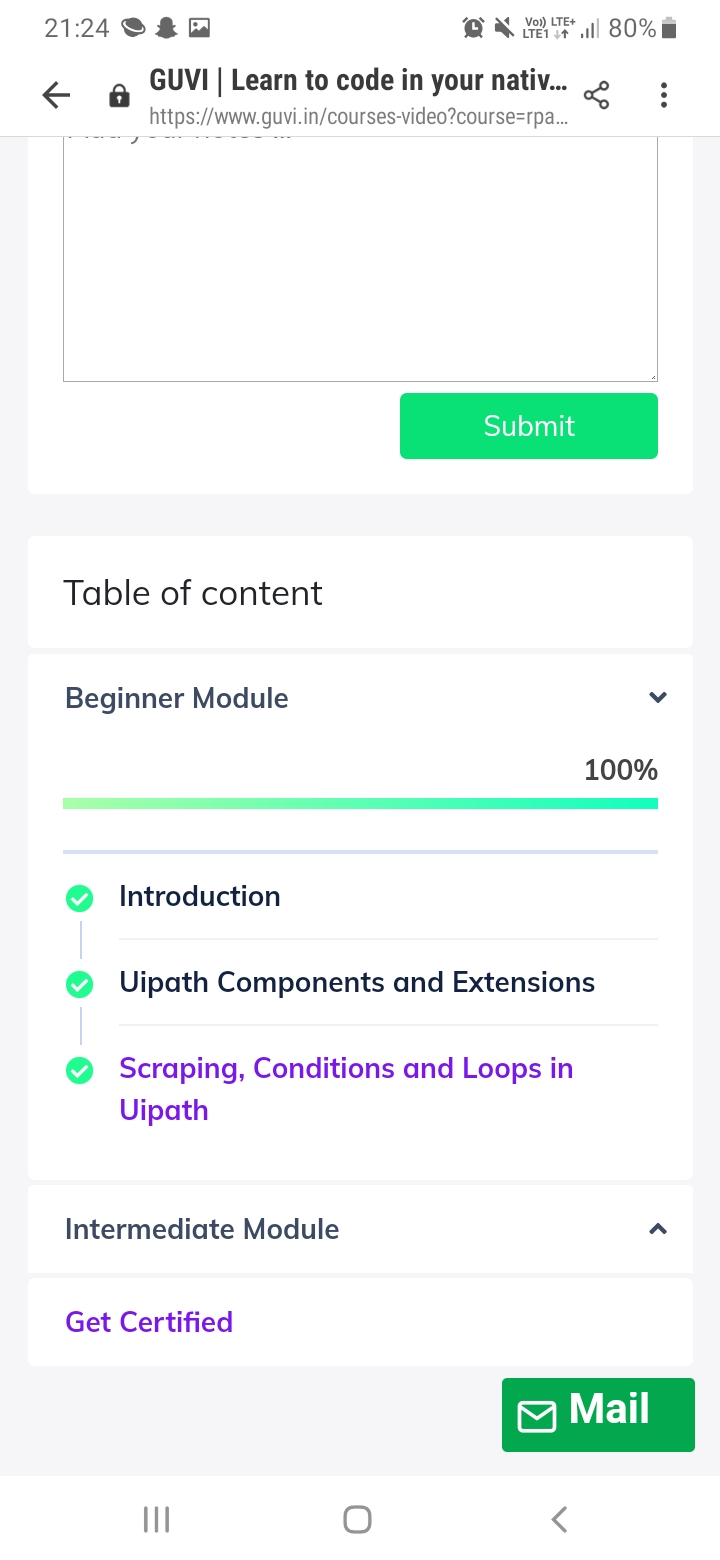 21:24
Vo)) LTE+
LTE1
80%
GUVI | Learn to code in your nativ...
https://www.guvi.in/courses-video?course=rpa...
Submit
Table of content
Beginner Module
100%
Introduction
Uipath Components and Extensions
Scraping, Conditions and Loops in
Uipath
Intermediate Module
Get Certified
Mail